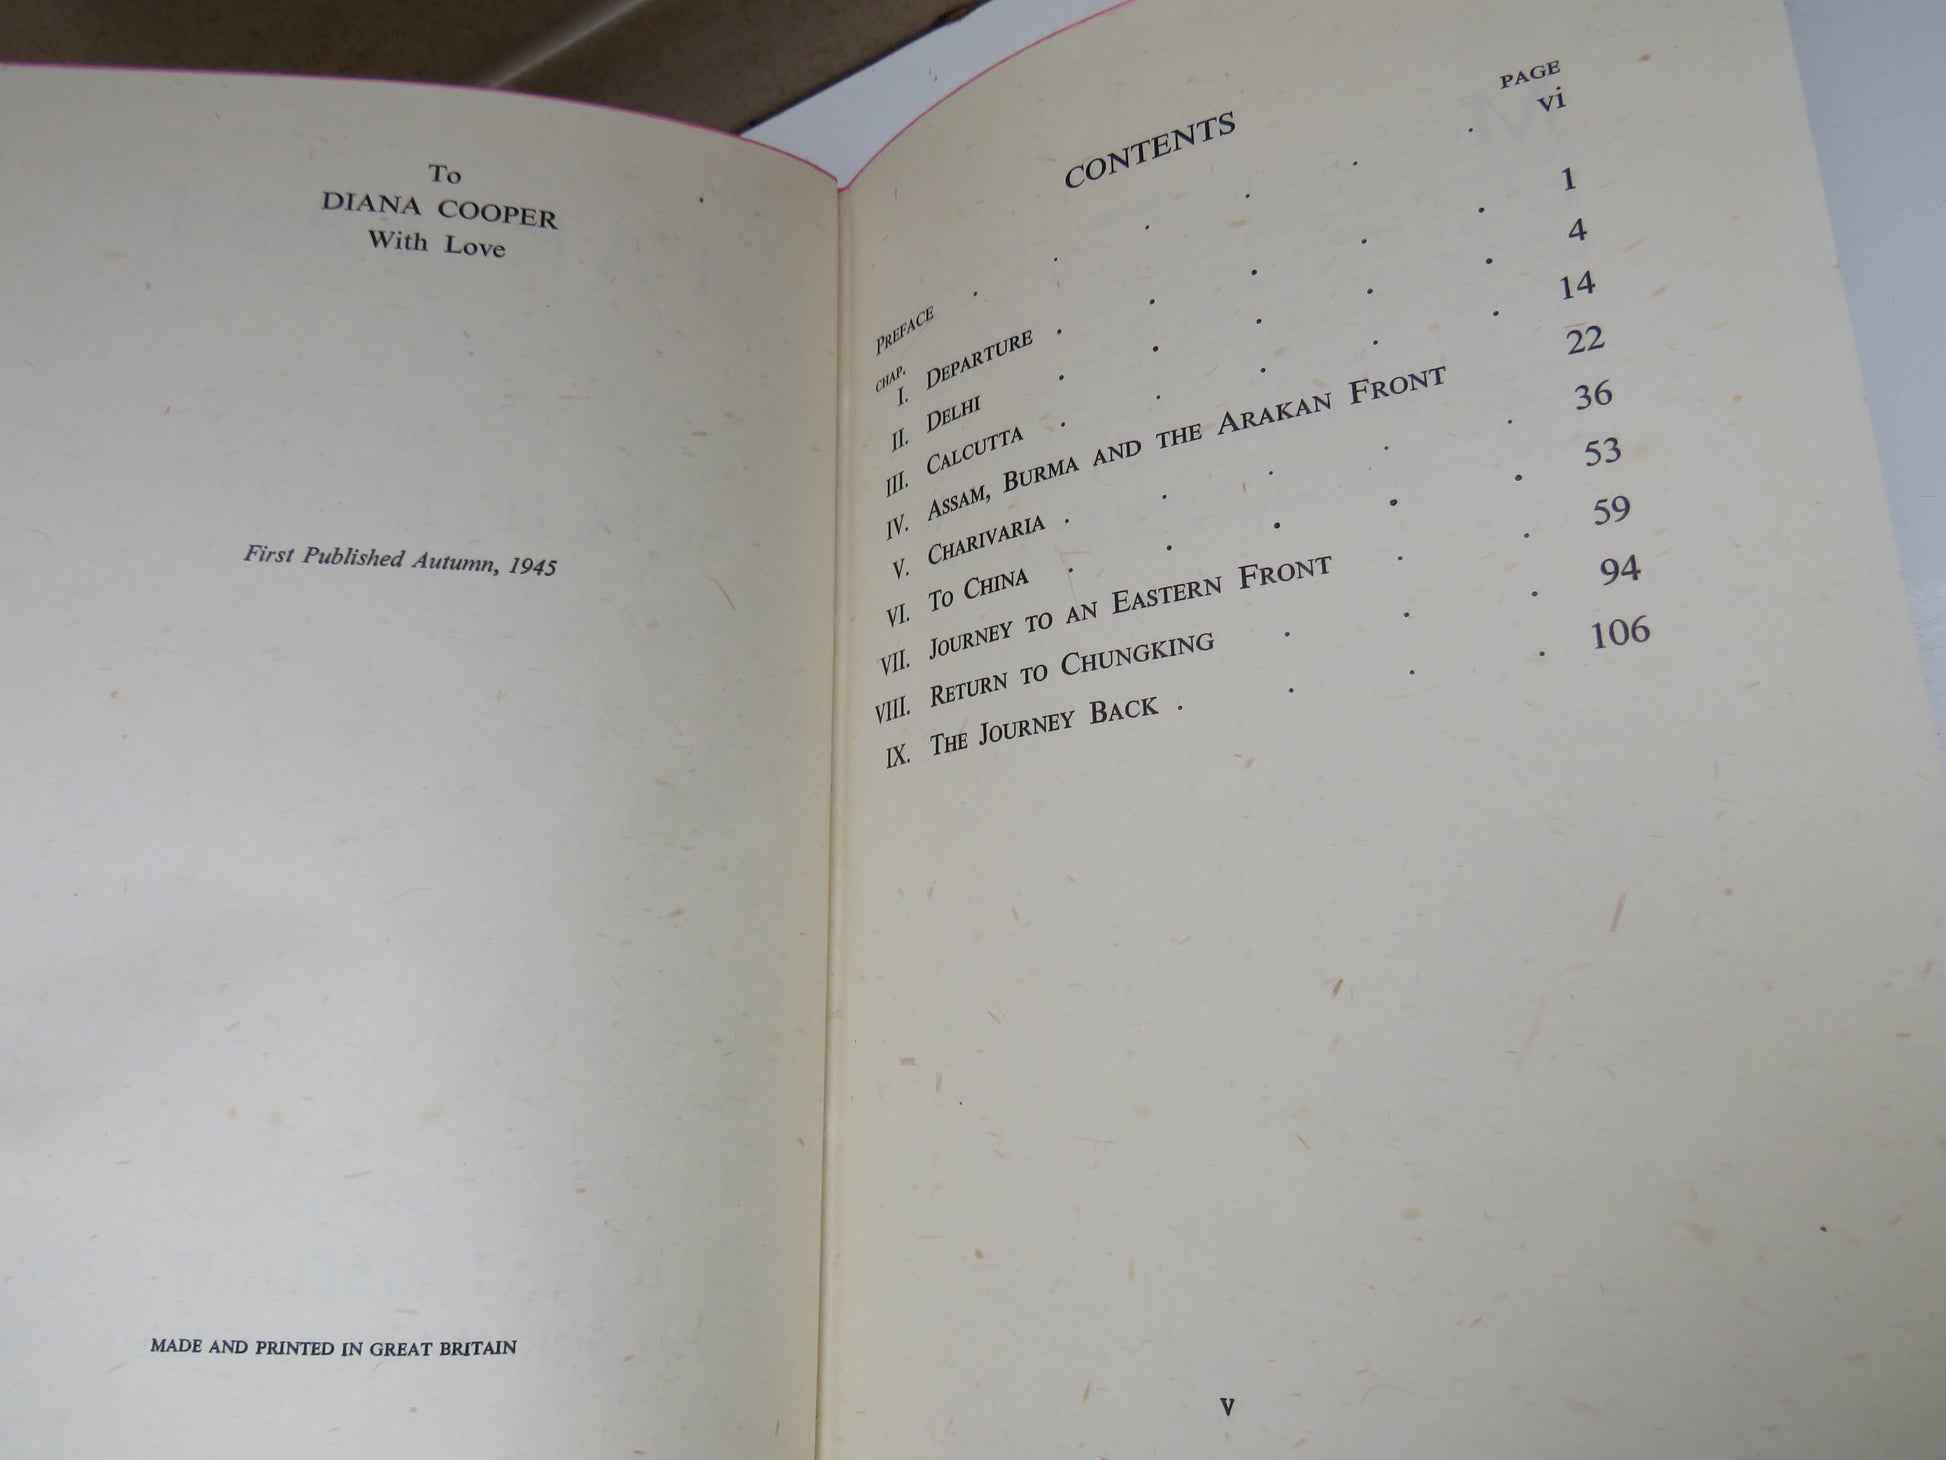 To
DIANA COOPER
With Love
First Published Autumn, 1945
MADE AND PRINTED IN GREAT BRITAIN
CONTENTS
PAGE
PREFACE . . . . . . vi
CHAP.
I. DEPARTURE . . . . . 1
II. DELHI . . . . . 4
III. CALCUTTA . . . . . 14
IV. ASSAM, BURMA AND THE ARAKAN FRONT 22
V. CHARIVARIA . . . . . 36
VI. TO CHINA . . . . . 53
VII. JOURNEY TO AN EASTERN FRONT . . 59
VIII. RETURN TO CHUNGKING . . . 94
IX. THE JOURNEY BACK . . . . 106
v